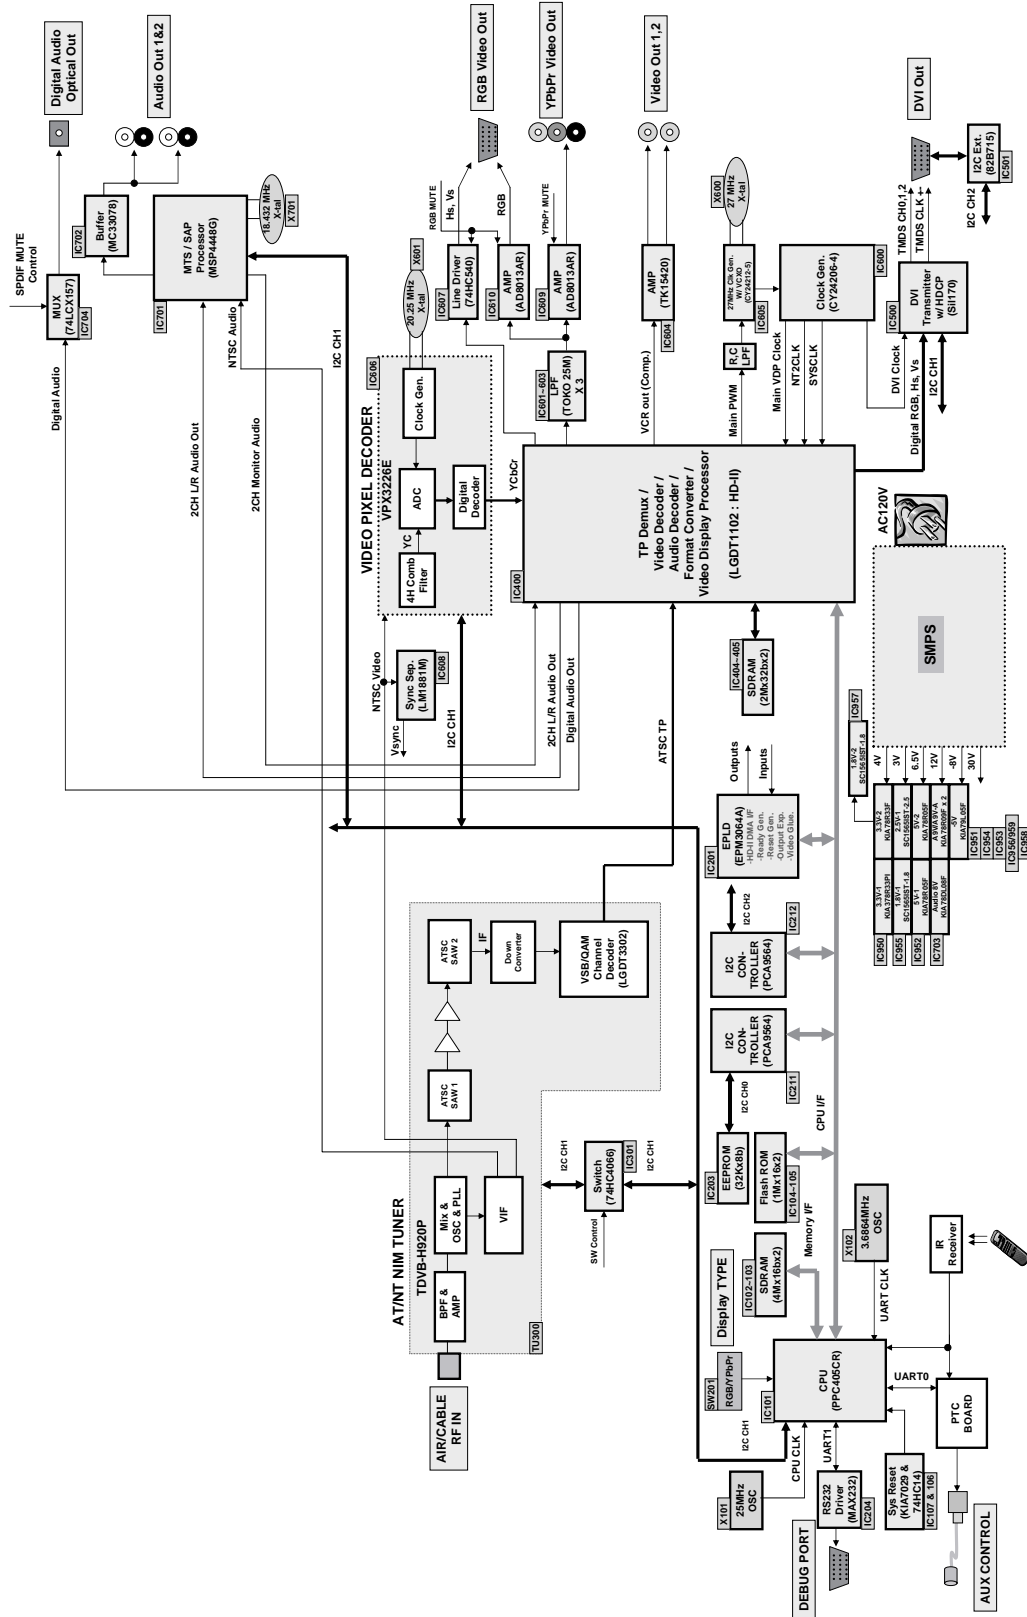 Digital Audio
Optical Out
Audio Out 1&2
RGB Video Out
YPbPr Video Out
Video Out 1,2
DVI Out
SPDIF MUTE
Control
MUX
(74LCX157)
IC704
IC702
Buffer
(MC33078)
MTS / SAP
Processor
(MSP4448G)
IC701
18.432 MHz
X-tal
X701
Digital Audio
2CH L/R Audio Out
NTSC Audio
2CH Monitor Audio
I2C CH1
VIDEO PIXEL DECODER
VPX3226E
IC606
20.25 MHz
X-tal
X601
Clock Gen.
ADC
YC
4H Comb
Filter
Digital
Decoder
YCbCr
RGB MUTE
Hs, Vs
IC607
Line Driver
(74HC540)
RGB
IC610
AMP
(AD8013AR)
YPbPr MUTE
IC609
AMP
(AD8013AR)
IC601~603
LPF
(TOKO 25M)
X 3
AMP
(TK15420)
IC604
VCR out (Comp.)
X600
27 MHz
X-tal
27MHz Clk Gen.
W/ VCXO
(CY24212-5)
IC605
R,C
LPF
Main PWM
Clock Gen.
(CY24206-4)
IC600
Main VDP Clock
NT2CLK
SYSCLK
DVI Clock
IC500
DVI
Transmitter
w/ HDCP
(SiI170)
TMDS CH0,1,2
TMDS CLK +-
I2C Ext.
(82B715)
IC501
I2C CH2
I2C CH1
Digital RGB, Hs, Vs
IC400
TP Demux /
Video Decoder /
Audio Decoder /
Format Converter /
Video Display Processor
(LGDT1102 : HD-II)
NTSC Video
Sync Sep.
(LM1881M)
IC608
Vsync
I2C CH1
2CH L/R Audio Out
Digital Audio Out
ATSC TP
IC404~405
SDRAM
(2Mx32bx2)
AC120V
SMPS
4V
3V
6.5V
12V
-8V
30V
IC957
1.8V-2
SC1565IST-1.8
3.3V-2
KIA78R33F
2.5V-1
SC1565IST-2.5
5V-2
KIA78R05F
A 9V/A 9V-A
KIA78R09F x 2
-5V
KIA79L05F
3.3V-1
KIA378R33PI
1.8V-1
SC1565IST-1.8
5V-1
KIA78R05F
Audio 8V
KIA78DL08F
IC951
IC954
IC953
IC956/959
IC958
IC950
IC955
IC952
IC703
IC201
EPLD
(EPM3064A)
-HD-II DMA I/F
-Ready Gen.
-Reset Gen.
-Output Exp.
-Video Glue.
Outputs
Inputs
I2C CH2
I2C
CON-
TROLLER
(PCA9564)
IC212
I2C
CON-
TROLLER
(PCA9564)
IC211
I2C CH0
IC203
EEPROM
(32Kx8b)
Flash ROM
(1Mx16x2)
IC104~105
CPU I/F
Memory I/F
AT/NT NIM TUNER
TDVB-H920P
BPF &
AMP
Mix &
OSC & PLL
VIF
ATSC
SAW 1
ATSC
SAW 2
IF
Down
Converter
VSB/QAM
Channel
Decoder
(LGDT3302)
TU300
AIR/CABLE
RF IN
I2C CH1
Switch
(74HC4066)
IC301
I2C CH1
SW Control
Display TYPE
IC102~103
SDRAM
(4Mx16bx2)
SW201
RGB/YPbPr
X102
3.6864MHz
OSC
UART CLK
IR
Receiver
IC101
CPU
(PPC405CR)
I2C CH1
CPU CLK
UART1
UART0
X101
25MHz
OSC
RS232
Driver
(MAX232)
IC204
Sys Reset
(KIA7029 &
74HC14)
IC107 & 106
PTC
BOARD
DEBUG PORT
AUX CONTROL